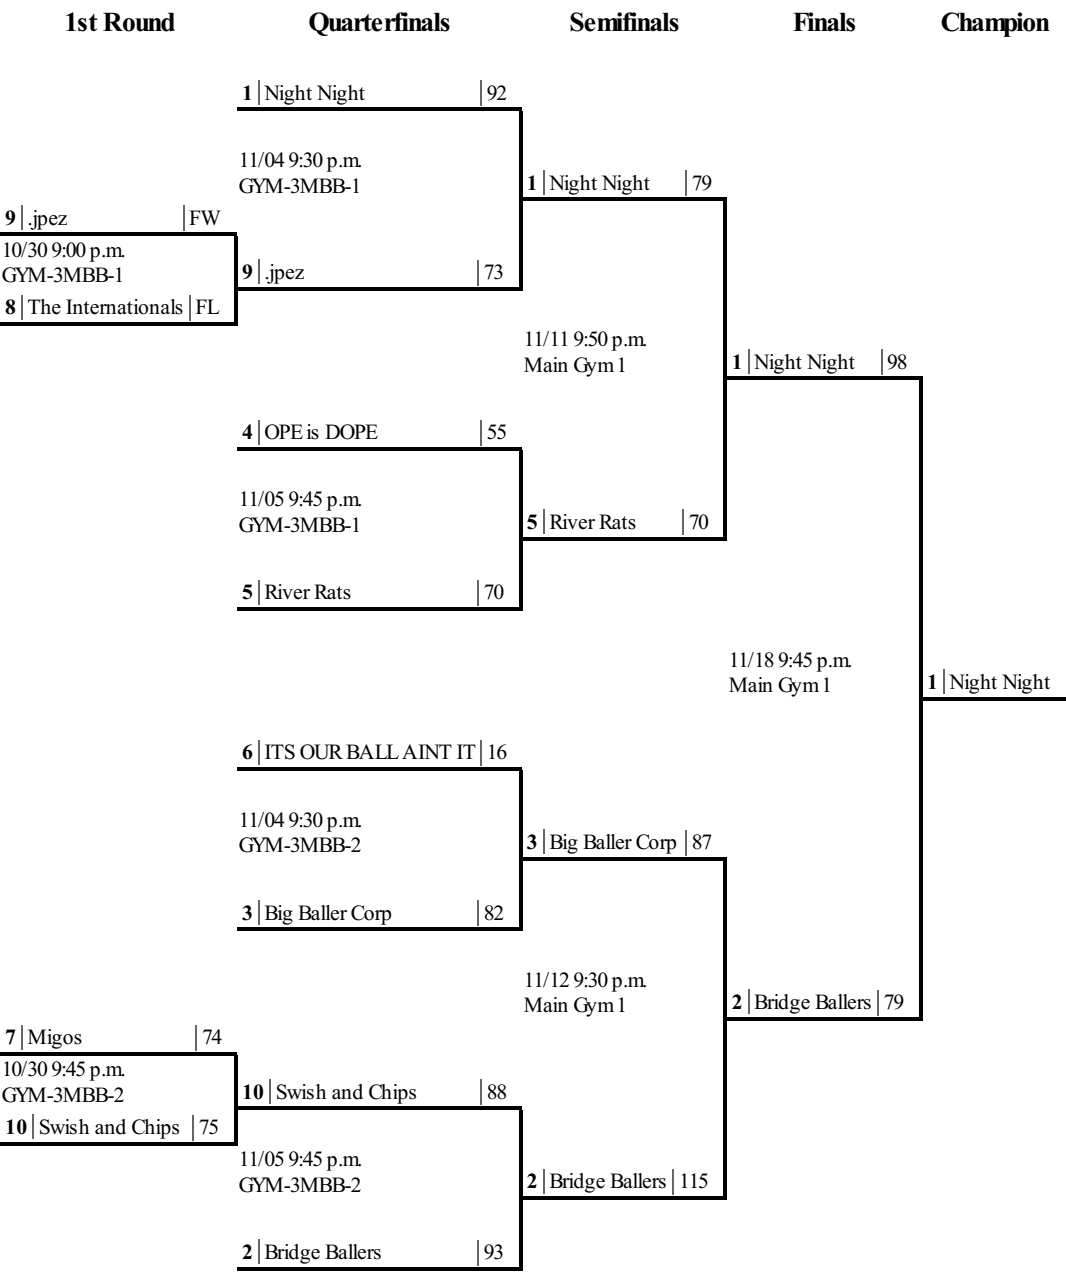 1st Round Quarterfinals Semifinals Finals Champion
1 Night Night 92
11/04 9:30 p.m.
GYM-3MBB-1
1 Night Night 79
9 .jpez FW
10/30 9:00 p.m.
GYM-3MBB-1
9 .jpez 73
8 The Internationals FL
11/11 9:50 p.m.
Main Gym 1
1 Night Night 98
4 OPE is DOPE 55
11/05 9:45 p.m.
GYM-3MBB-1
5 River Rats 70
5 River Rats 70
11/18 9:45 p.m.
Main Gym 1
1 Night Night
6 ITS OUR BALL AINT IT 16
11/04 9:30 p.m.
GYM-3MBB-2
3 Big Baller Corp 87
3 Big Baller Corp 82
11/12 9:30 p.m.
Main Gym 1
2 Bridge Ballers 79
7 Migos 74
10/30 9:45 p.m.
GYM-3MBB-2
10 Swish and Chips 88
10 Swish and Chips 75
11/05 9:45 p.m.
GYM-3MBB-2
2 Bridge Ballers 115
2 Bridge Ballers 93